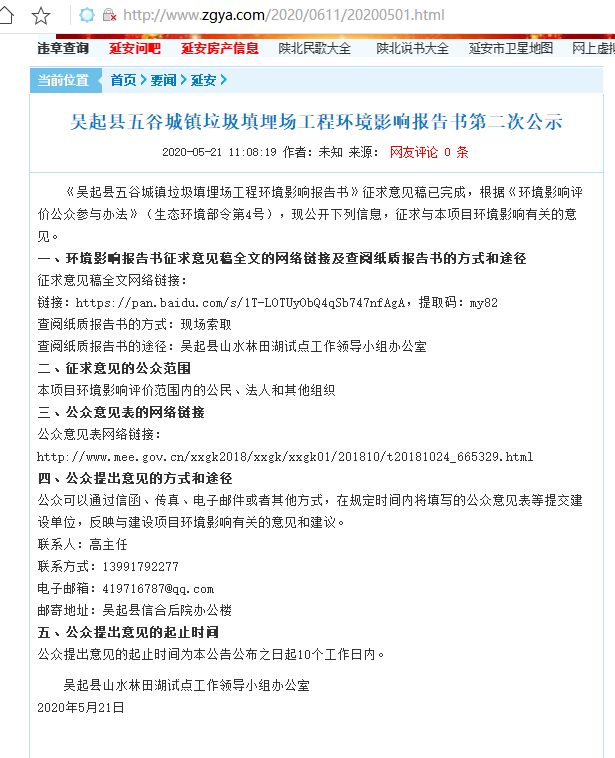 http://www.zgya.com/2020/0611/20200501.html
违章查询 延安问吧 延安房产信息 陕北民歌大全 陕北说书大全 延安市卫星地图 网上虚拟
当前位置 首页 要闻 延安
吴起县五谷城镇垃圾填埋场工程环境影响报告书第二次公示
2020-05-21 11:08:19 作者：未知 来源： 网友评论 0 条
《吴起县五谷城镇垃圾填埋场工程环境影响报告书》征求意见稿已完成，根据《环境影响评
价公众参与办法》（生态环境部令第4号），现公开下列信息，征求与本项目环境影响有关的意
见。
一、环境影响报告书征求意见稿全文的网络链接及查阅纸质报告书的方式和途径
征求意见稿全文网络链接：
链接：https://pan.baidu.com/s/1T-LOTUyObQ4qSb747nfAgA，提取码：my82
查阅纸质报告书的方式：现场索取
查阅纸质报告书的途径：吴起县山水林田湖试点工作领导小组办公室
二、征求意见的公众范围
本项目环境影响评价范围内的公民、法人和其他组织
三、公众意见表的网络链接
公众意见表网络链接：
http://www.mee.gov.cn/xxgk2018/xxgk/xxgk01/201810/t20181024_665329.html
四、公众提出意见的方式和途径
公众可以通过信函、传真、电子邮件或者其他方式，在规定时间内将填写的公众意见表等提交建
设单位，反映与建设项目环境影响有关的意见和建议。
联系人：高主任
联系方式：13991792277
电子邮箱：419716787@qq.com
邮寄地址：吴起县信合后院办公楼
五、公众提出意见的起止时间
公众提出意见的起止时间为本公告公布之日起10个工作日内。
吴起县山水林田湖试点工作领导小组办公室
2020年5月21日